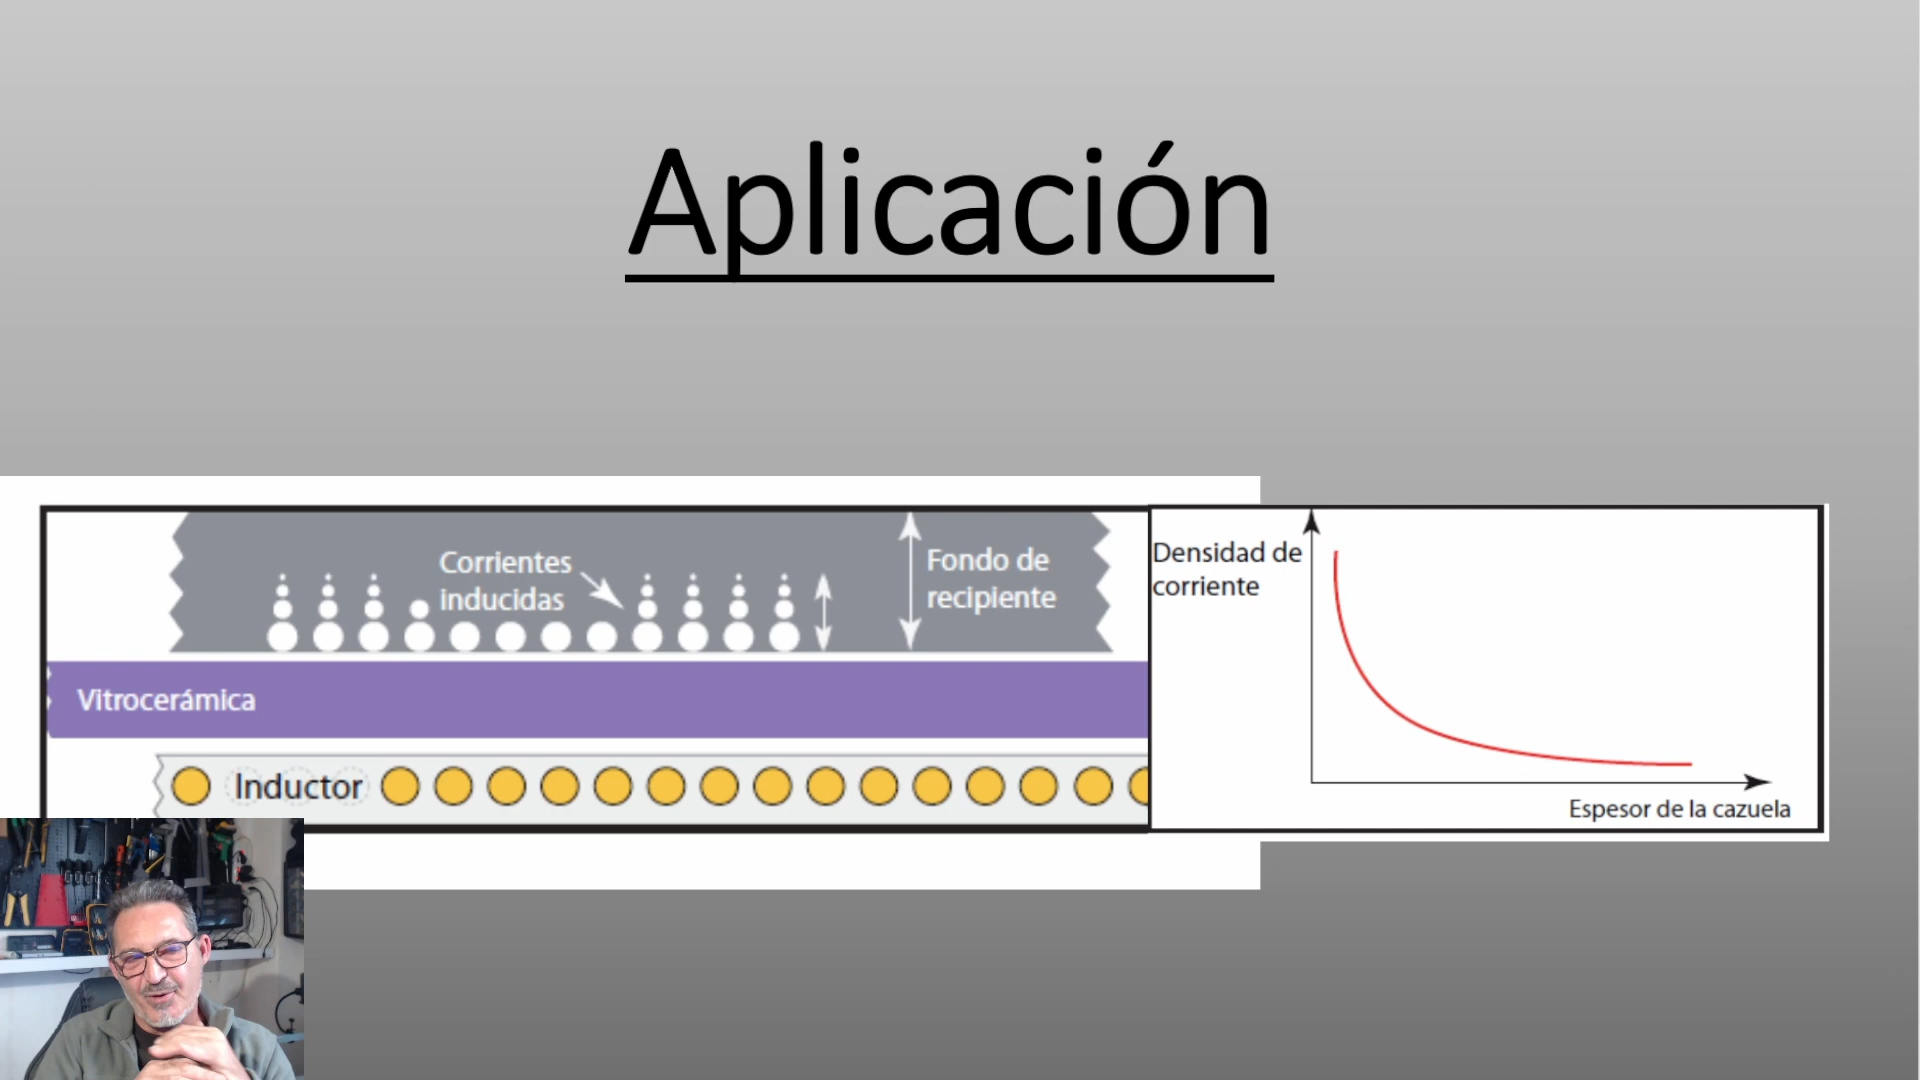 Aplicación
Corrientes
inducidas
Fondo de
recipiente
Vitrocerámica
Inductor
Densidad de
corriente
Espesor de la cazuela